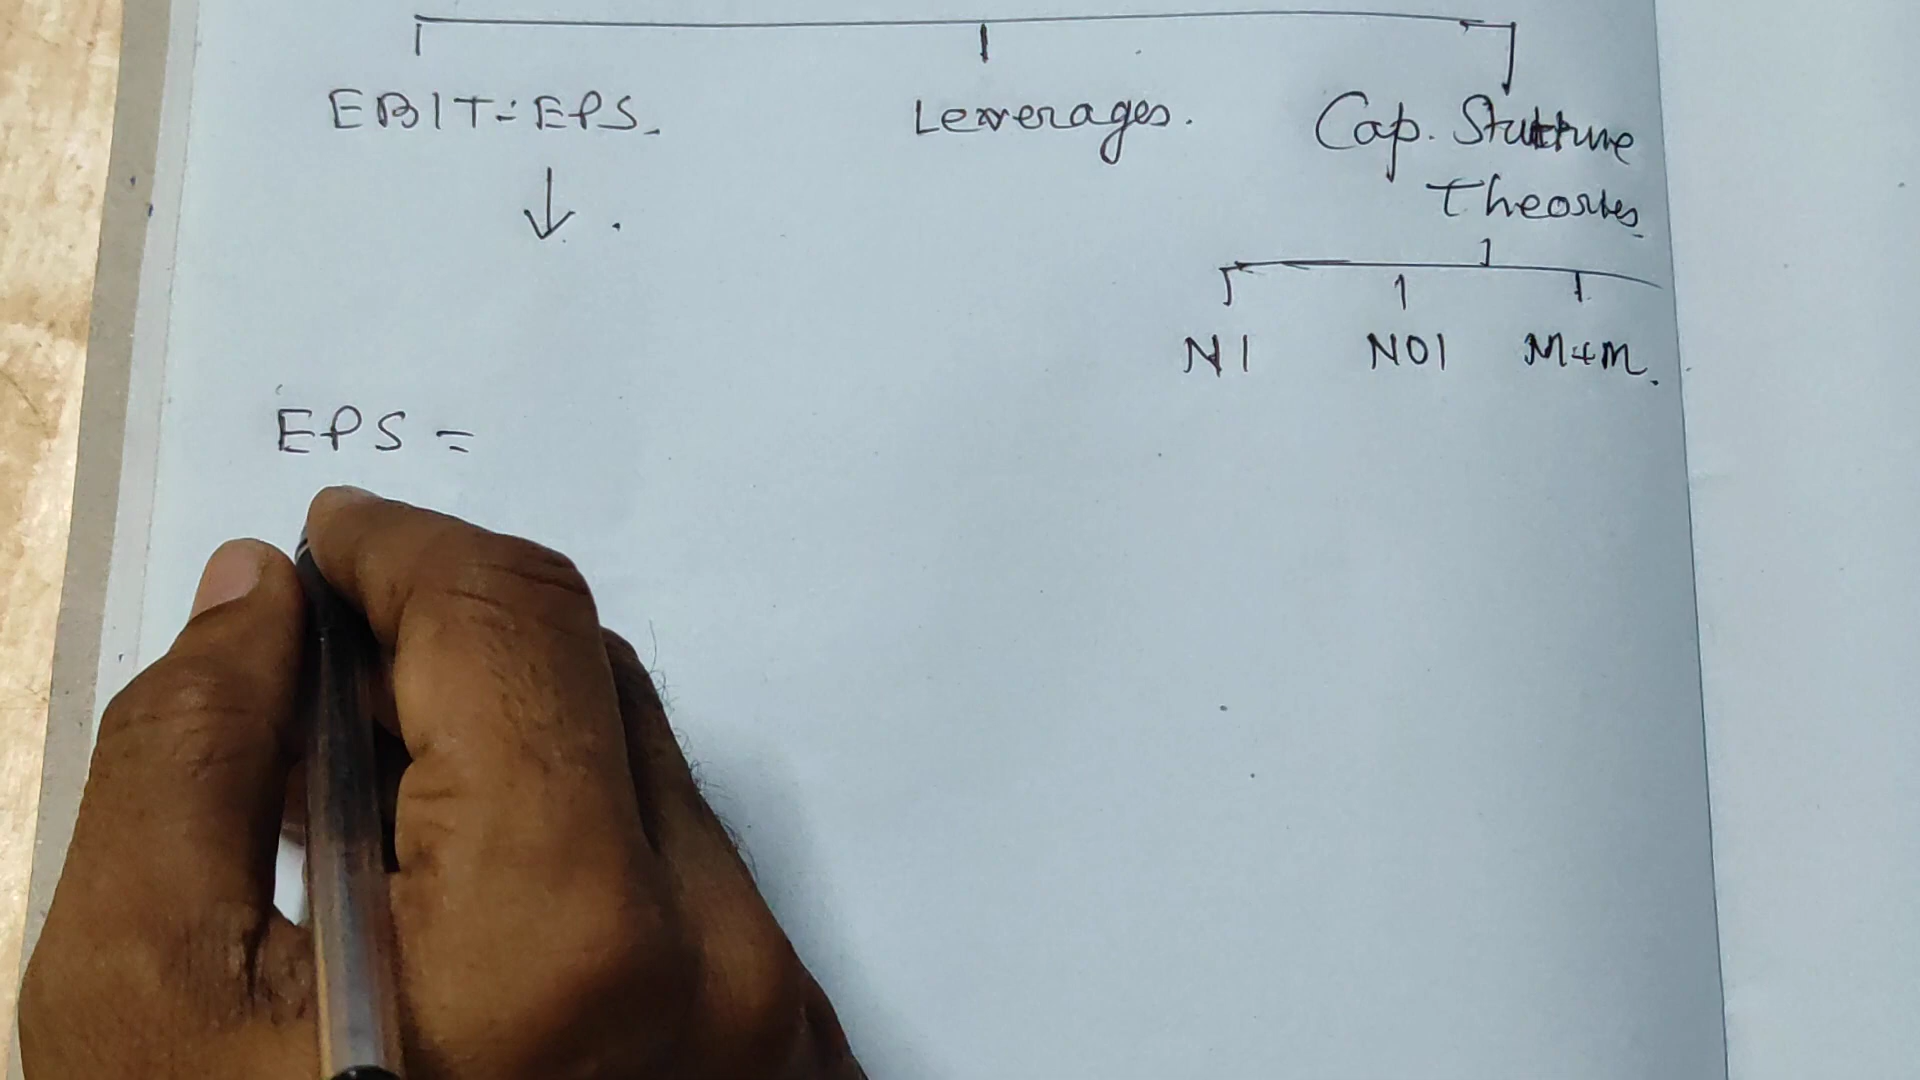 EBIT-EPS.
Leverages.
Cap. Structure
Theories
NI
NOI
M+M.
EPS =